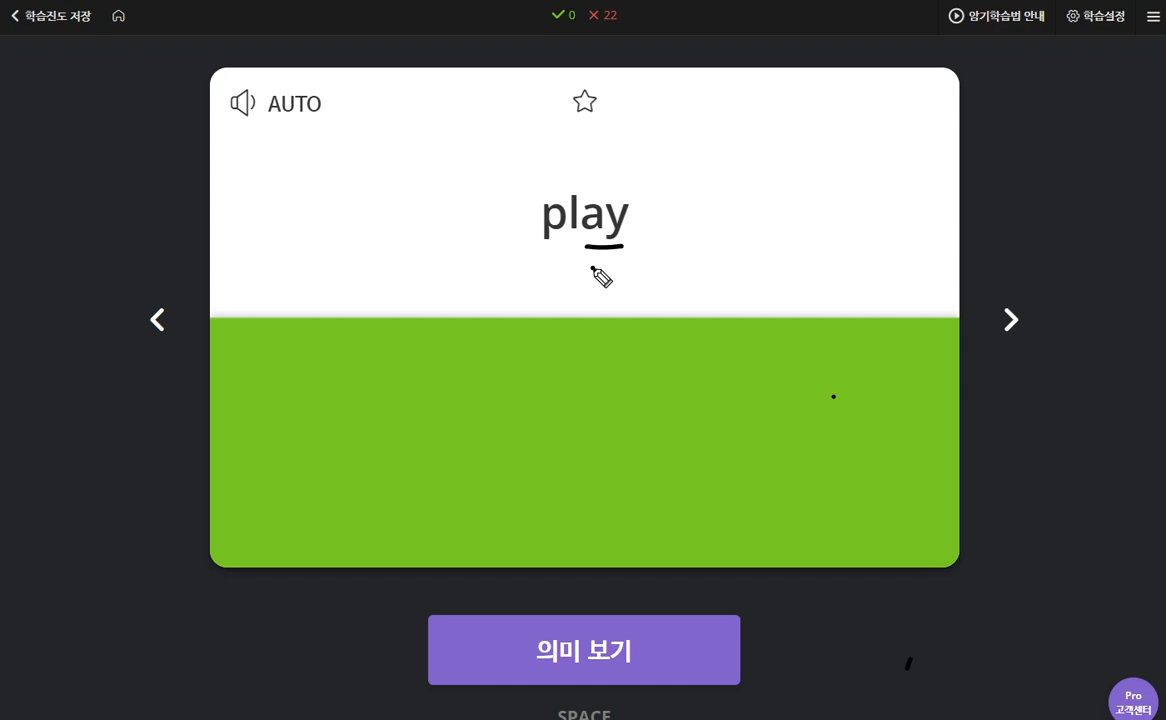 학습진도 저장
0 22
암기학습법 안내
학습설정
AUTO
play
의미 보기
SPACE
Pro
고객센터